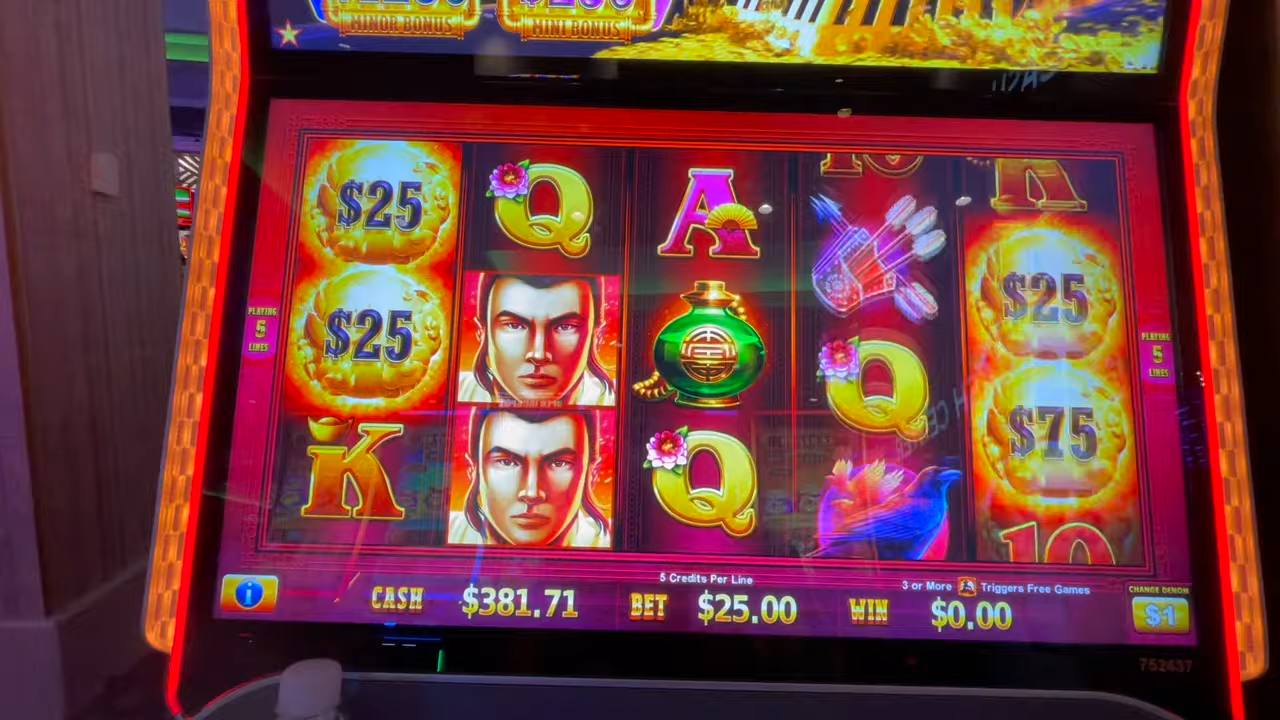 MINOR BONUS
MINI BONUS
$25
Q
A
10
K
$25
$25
$75
K
Q
Q
10
PLAYING
5
LINES
PLAYING
5
LINES
5 Credits Per Line
3 or More Triggers Free Games
CHANGE DENOM
$1
CASH $381.71 BET $25.00 WIN $0.00
752437